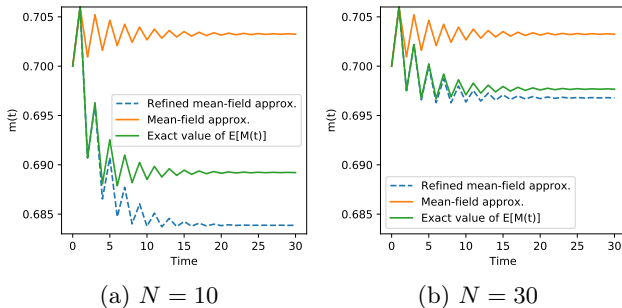 0.705
0.700
0.695
0.690
0.685
m(t)
Refined mean-field approx.
Mean-field approx.
Exact value of E[M(t)]
0 5 10 15 20 25 30
Time
(a) N = 10
0.705
0.700
0.695
0.690
0.685
m(t)
Refined mean-field approx.
Mean-field approx.
Exact value of E[M(t)]
0 5 10 15 20 25 30
Time
(b) N = 30